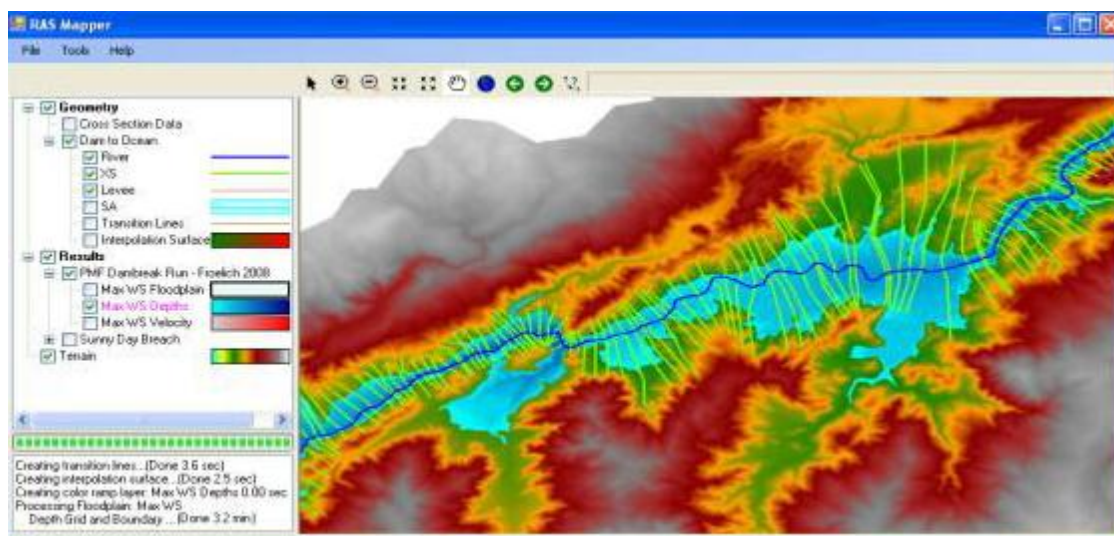 RAS Mapper
File Tools Help
Geometry
Cross Section Data
Dam to Ocean
River
XS
Levee
SA
Transition Lines
Interpolation Surface
Results
PMF Dambreak Run - Froelich 2008
Max WS Floodplain
Max WS Depths
Max WS Velocity
Sunny Day Breach
Terrain
Creating transition lines...(Done 3.6 sec)
Creating interpolation surface...(Done 2.5 sec)
Creating color ramp layer: Max WS Depths 0.00 sec
Processing Floodplain: Max WS
Depth Grid and Boundary ...(Done 3.2 min)